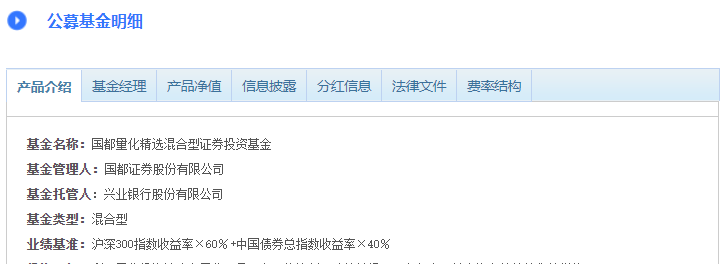 公募基金明细
产品介绍 基金经理 产品净值 信息披露 分红信息 法律文件 费率结构
基金名称：国都量化精选混合型证券投资基金
基金管理人：国都证券股份有限公司
基金托管人：兴业银行股份有限公司
基金类型：混合型
业绩基准：沪深300指数收益率×60%+中国债券总指数收益率×40%